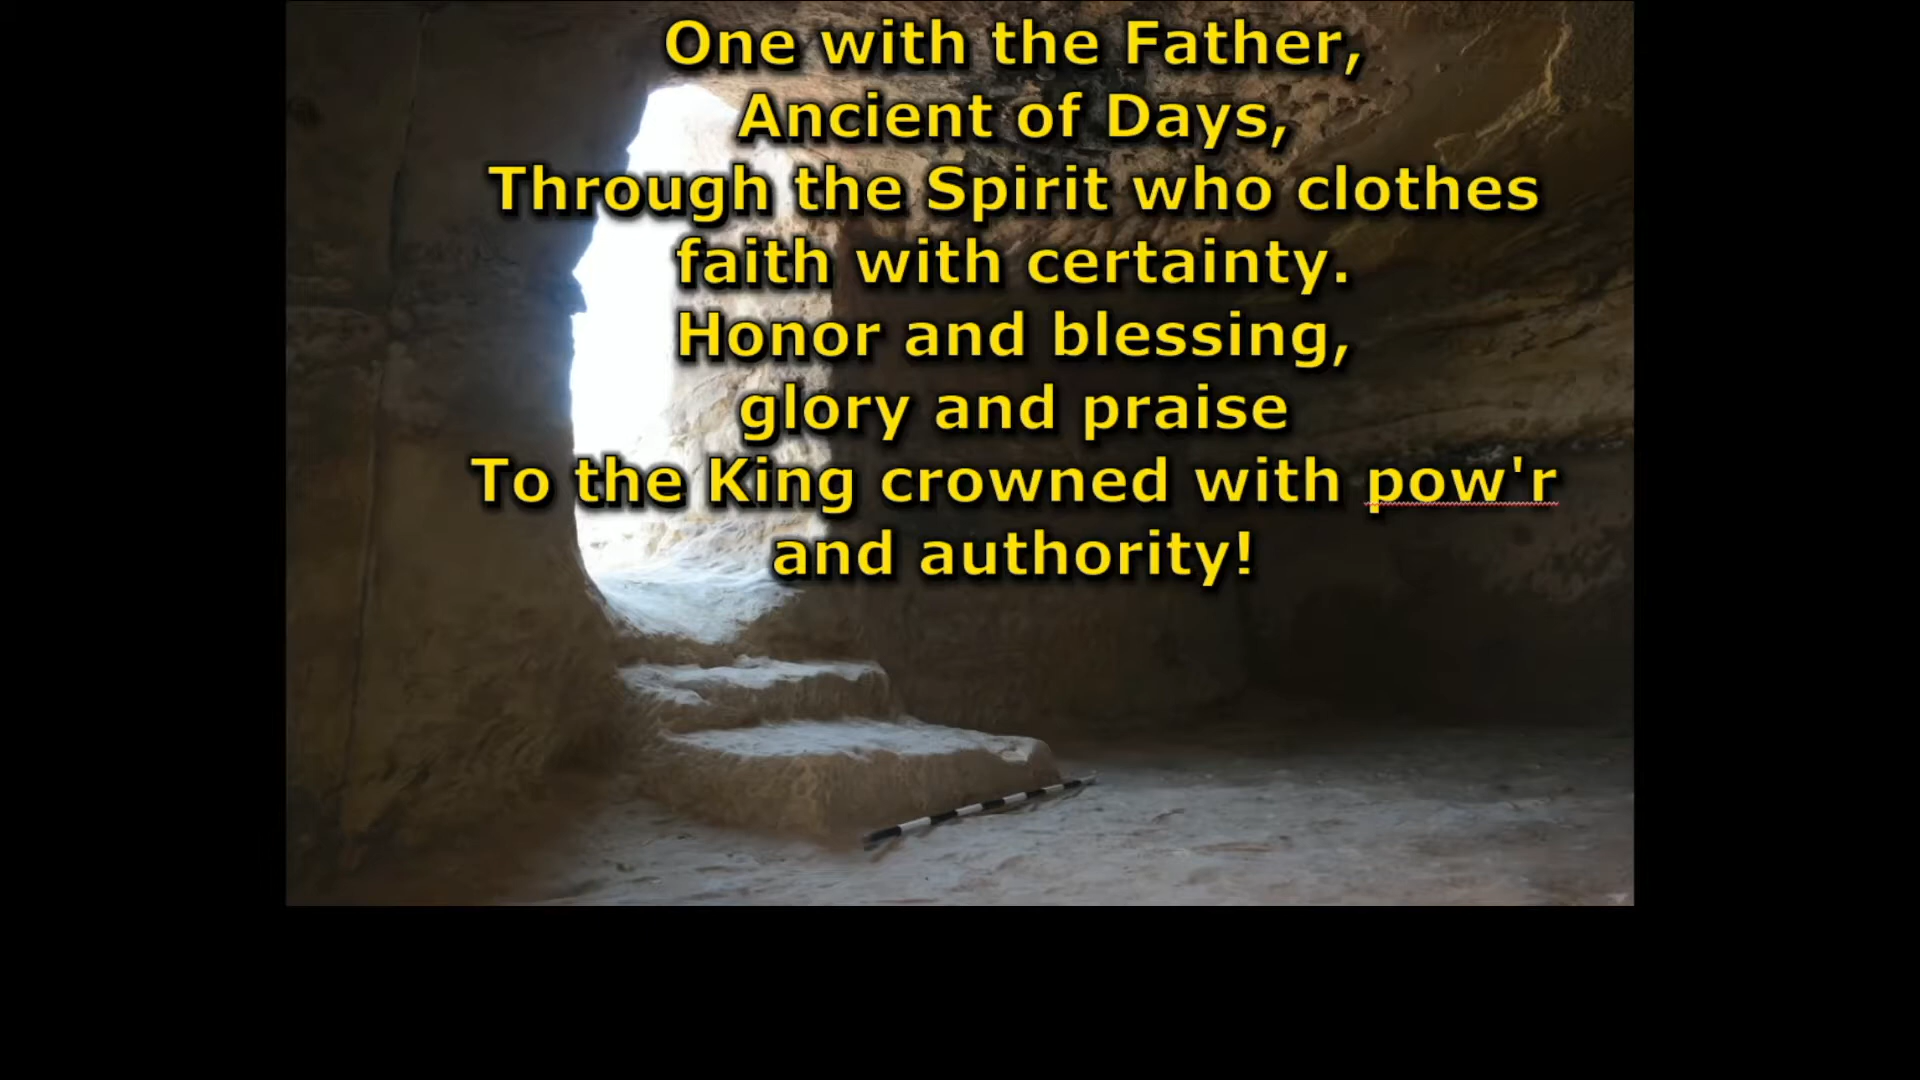 One with the Father,
Ancient of Days,
Through the Spirit who clothes
faith with certainty.
Honor and blessing,
glory and praise
To the King crowned with pow'r
and authority!